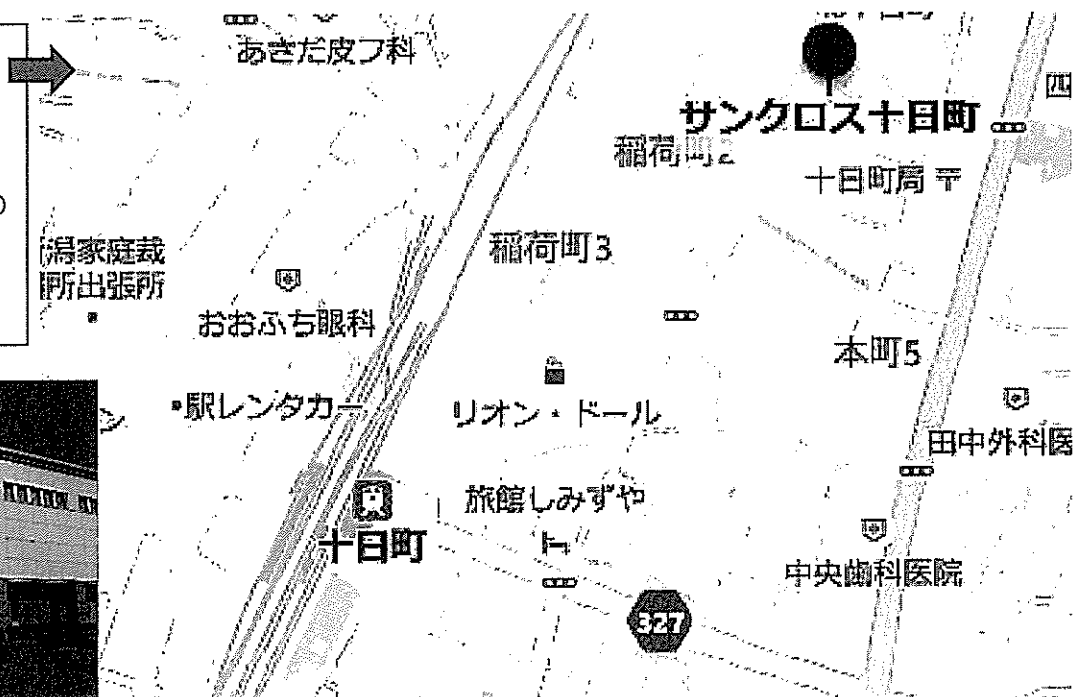 あきだ皮フ科
サンクロス十日町
稲荷町2
十日町局
稲荷町3
潟家庭裁
所出張所
おおぶち眼科
本町5
駅レンタカー
リオン・ドール
田中外科医
旅館しみずや
十日町
中央歯科医院
327